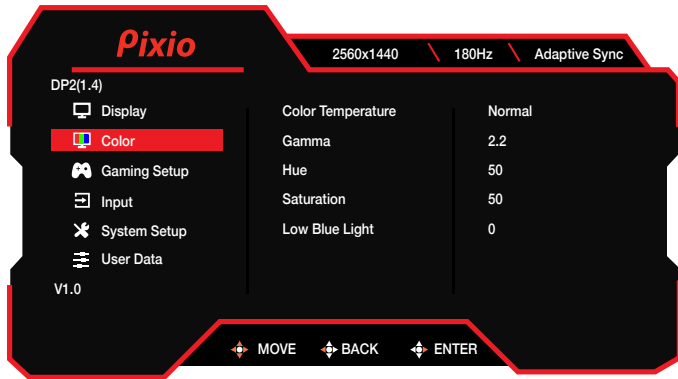 Pixio
2560x1440 \ 180Hz \ Adaptive Sync
DP2(1.4)
Display
Color
Gaming Setup
Input
System Setup
User Data
V1.0
Color Temperature Normal
Gamma 2.2
Hue 50
Saturation 50
Low Blue Light 0
MOVE BACK ENTER